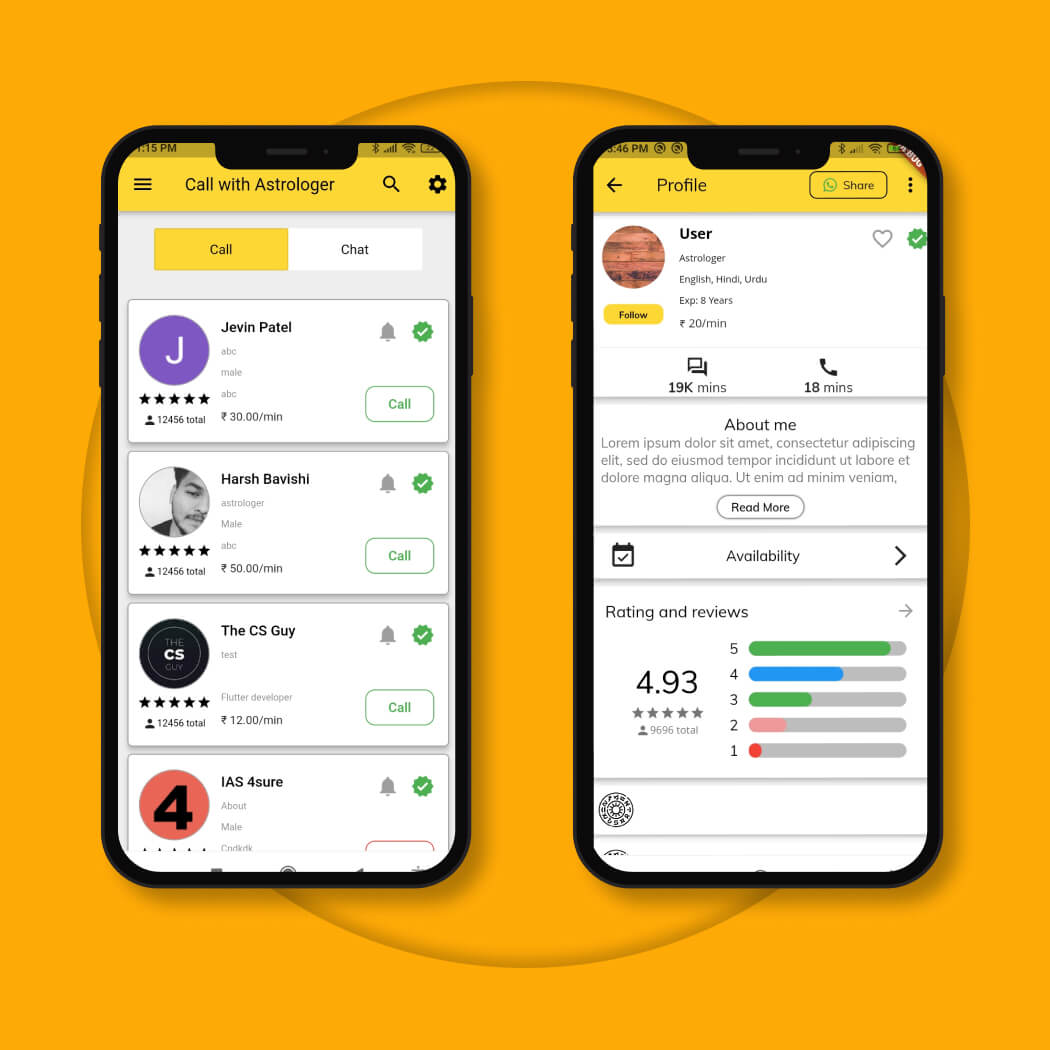 1:15 PM
Call with Astrologer
Call
Chat
J
Jevin Patel
abc
male
abc
12456 total
₹ 30.00/min
Call
Harsh Bavishi
astrologer
Male
abc
12456 total
₹ 50.00/min
Call
THE
CS
GUY
The CS Guy
test
Flutter developer
12456 total
₹ 12.00/min
Call
4
IAS 4sure
About
Male
Cndkdk
3:46 PM
Profile
Share
User
Astrologer
English, Hindi, Urdu
Exp: 8 Years
Follow
₹ 20/min
19K mins
18 mins
About me
Lorem ipsum dolor sit amet, consectetur adipiscing
elit, sed do eiusmod tempor incididunt ut labore et
dolore magna aliqua. Ut enim ad minim veniam,
Read More
Availability
Rating and reviews
4.93
9696 total
5
4
3
2
1